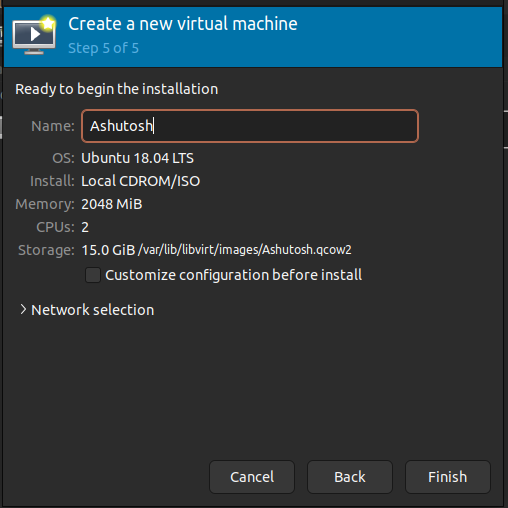 Create a new virtual machine
Step 5 of 5
Ready to begin the installation
Name: Ashutosh
OS: Ubuntu 18.04 LTS
Install: Local CDROM/ISO
Memory: 2048 MiB
CPUs: 2
Storage: 15.0 GiB /var/lib/libvirt/images/Ashutosh.qcow2
Customize configuration before install
Network selection
Cancel Back Finish